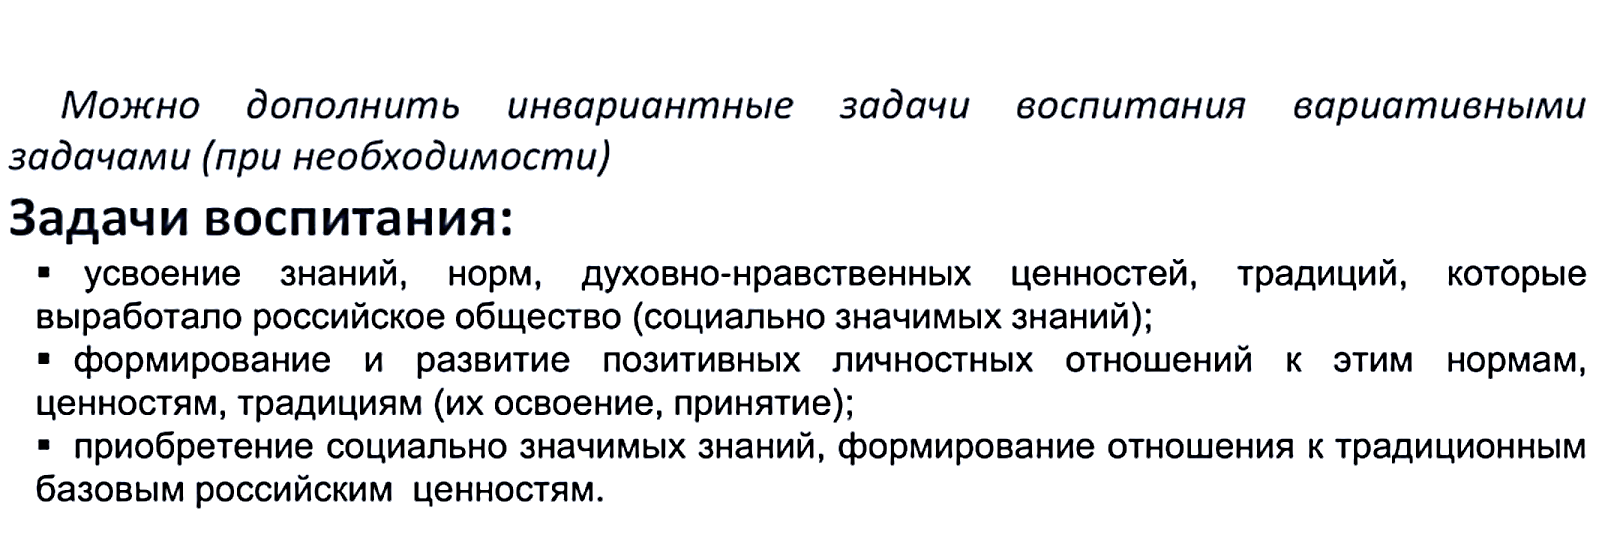 Можно дополнить инвариантные задачи воспитания вариативными
задачами (при необходимости)
Задачи воспитания:
▪ усвоение знаний, норм, духовно-нравственных ценностей, традиций, которые
выработало российское общество (социально значимых знаний);
▪ формирование и развитие позитивных личностных отношений к этим нормам,
ценностям, традициям (их освоение, принятие);
▪ приобретение социально значимых знаний, формирование отношения к традиционным
базовым российским ценностям.